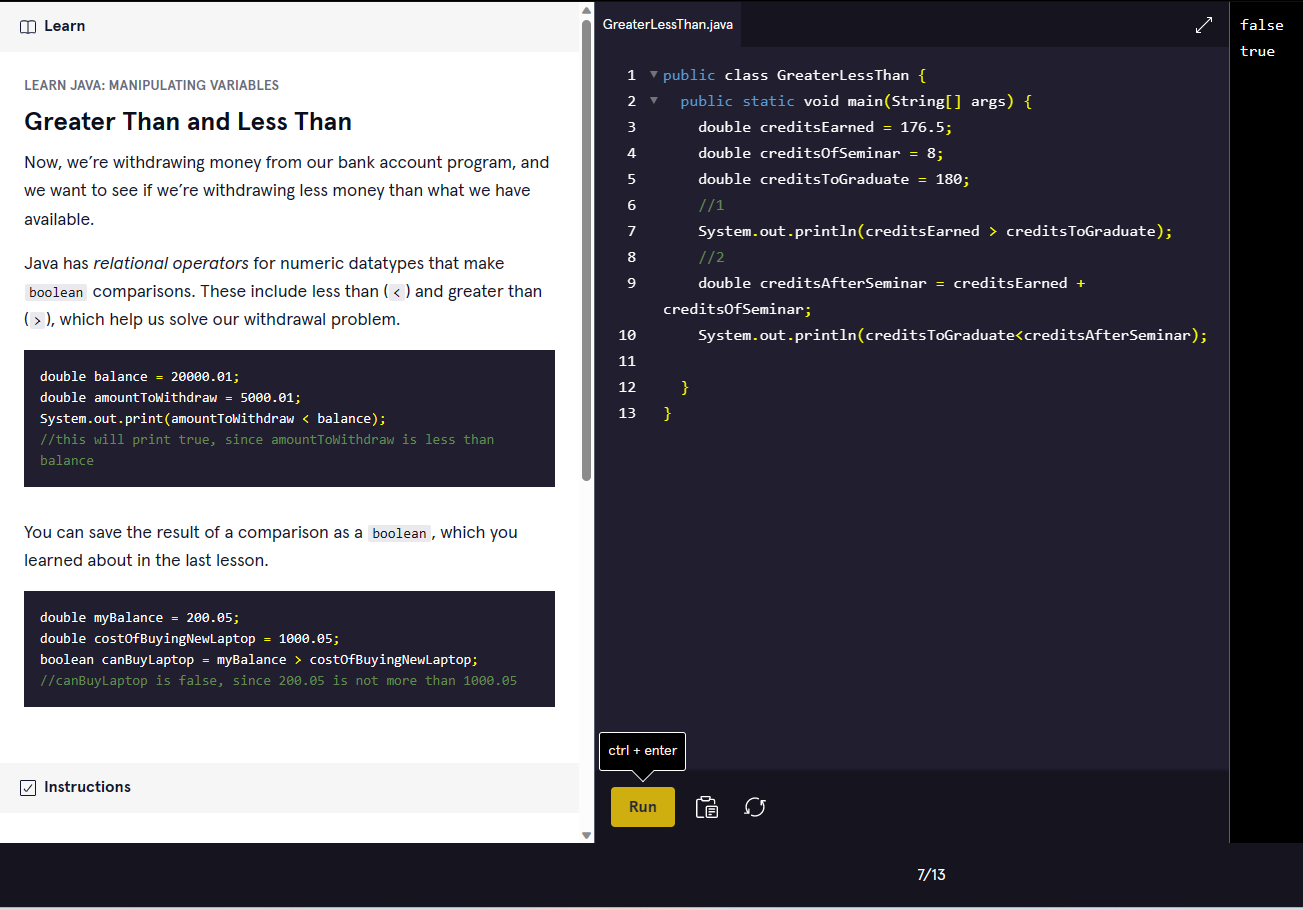 Learn
LEARN JAVA: MANIPULATING VARIABLES
Greater Than and Less Than
Now, we’re withdrawing money from our bank account program, and
we want to see if we’re withdrawing less money than what we have
available.
Java has relational operators for numeric datatypes that make
boolean comparisons. These include less than ( < ) and greater than
( > ), which help us solve our withdrawal problem.
double balance = 20000.01;
double amountToWithdraw = 5000.01;
System.out.print(amountToWithdraw < balance);
//this will print true, since amountToWithdraw is less than
balance
You can save the result of a comparison as a boolean, which you
learned about in the last lesson.
double myBalance = 200.05;
double costOfBuyingNewLaptop = 1000.05;
boolean canBuyLaptop = myBalance > costOfBuyingNewLaptop;
//canBuyLaptop is false, since 200.05 is not more than 1000.05
Instructions
GreaterLessThan.java
1 public class GreaterLessThan {
2 public static void main(String[] args) {
3 double creditsEarned = 176.5;
4 double creditsOfSeminar = 8;
5 double creditsToGraduate = 180;
6 //1
7 System.out.println(creditsEarned > creditsToGraduate);
8 //2
9 double creditsAfterSeminar = creditsEarned +
creditsOfSeminar;
10 System.out.println(creditsToGraduate<creditsAfterSeminar);
11
12 }
13 }
ctrl + enter
Run
false
true
7/13